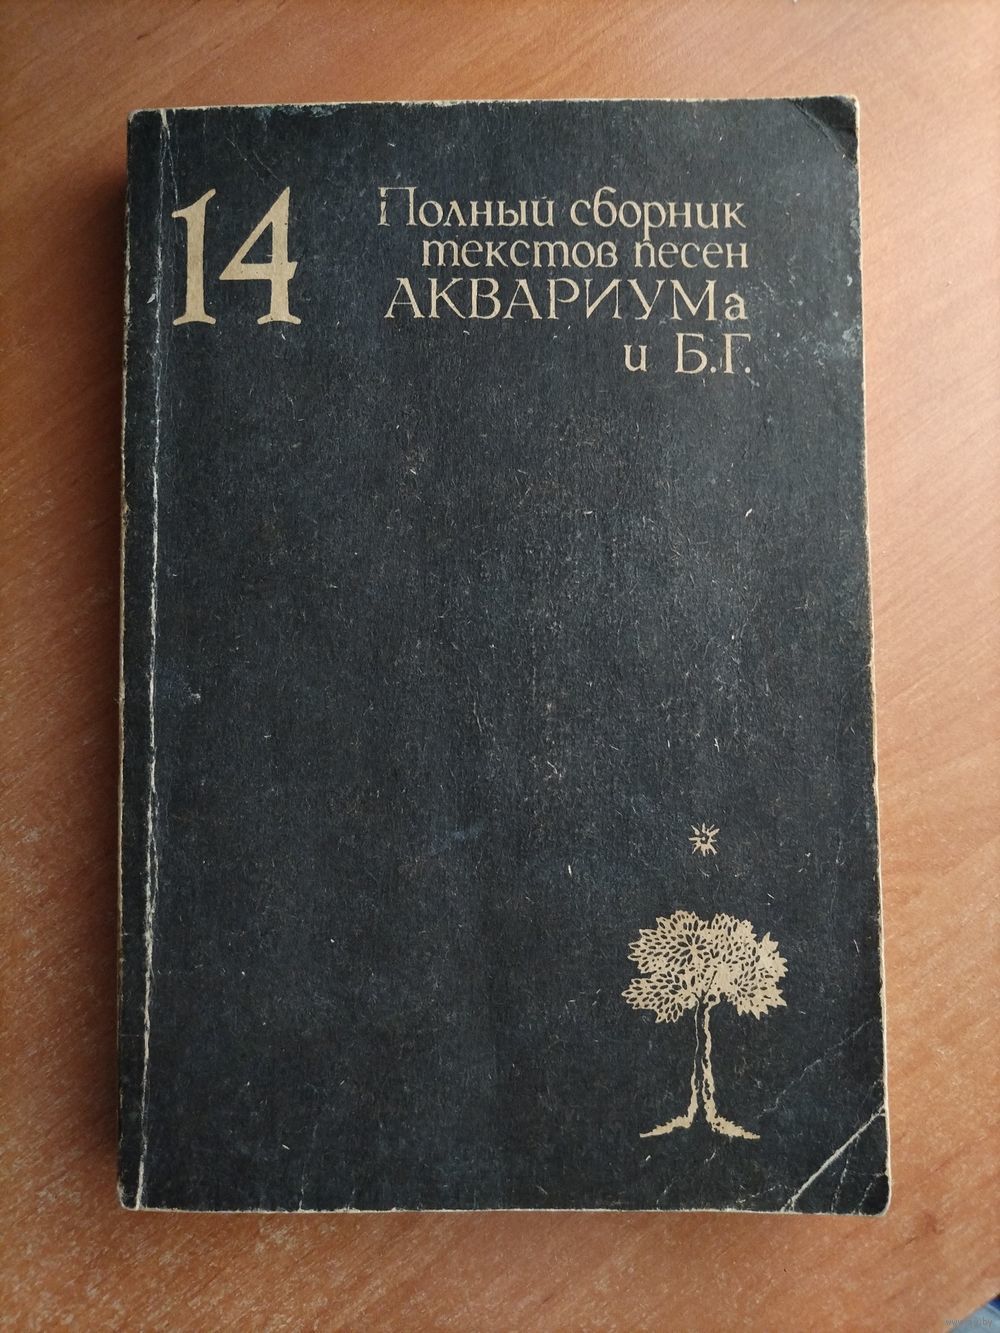 14
Полный сборник
текстов песен
АКВАРИУМа
и Б.Г.